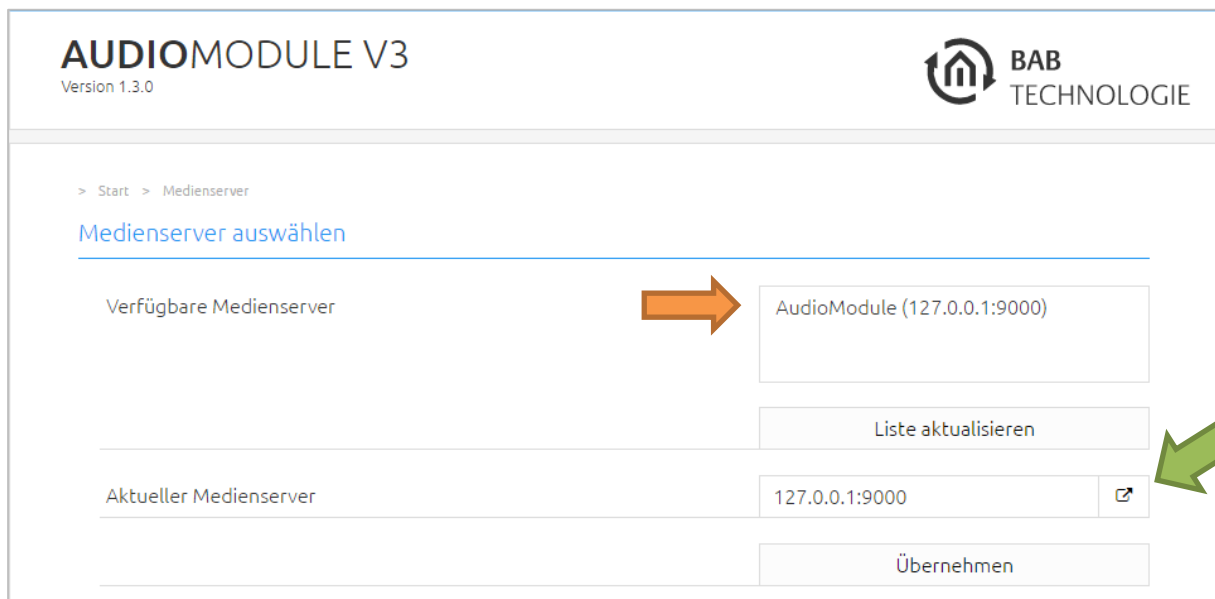 AUDIOMODULE V3
Version 1.3.0
BAB
TECHNOLOGIE
> Start > Medienserver
Medienserver auswählen
Verfügbare Medienserver
AudioModule (127.0.0.1:9000)
Liste aktualisieren
Aktueller Medienserver
127.0.0.1:9000
Übernehmen